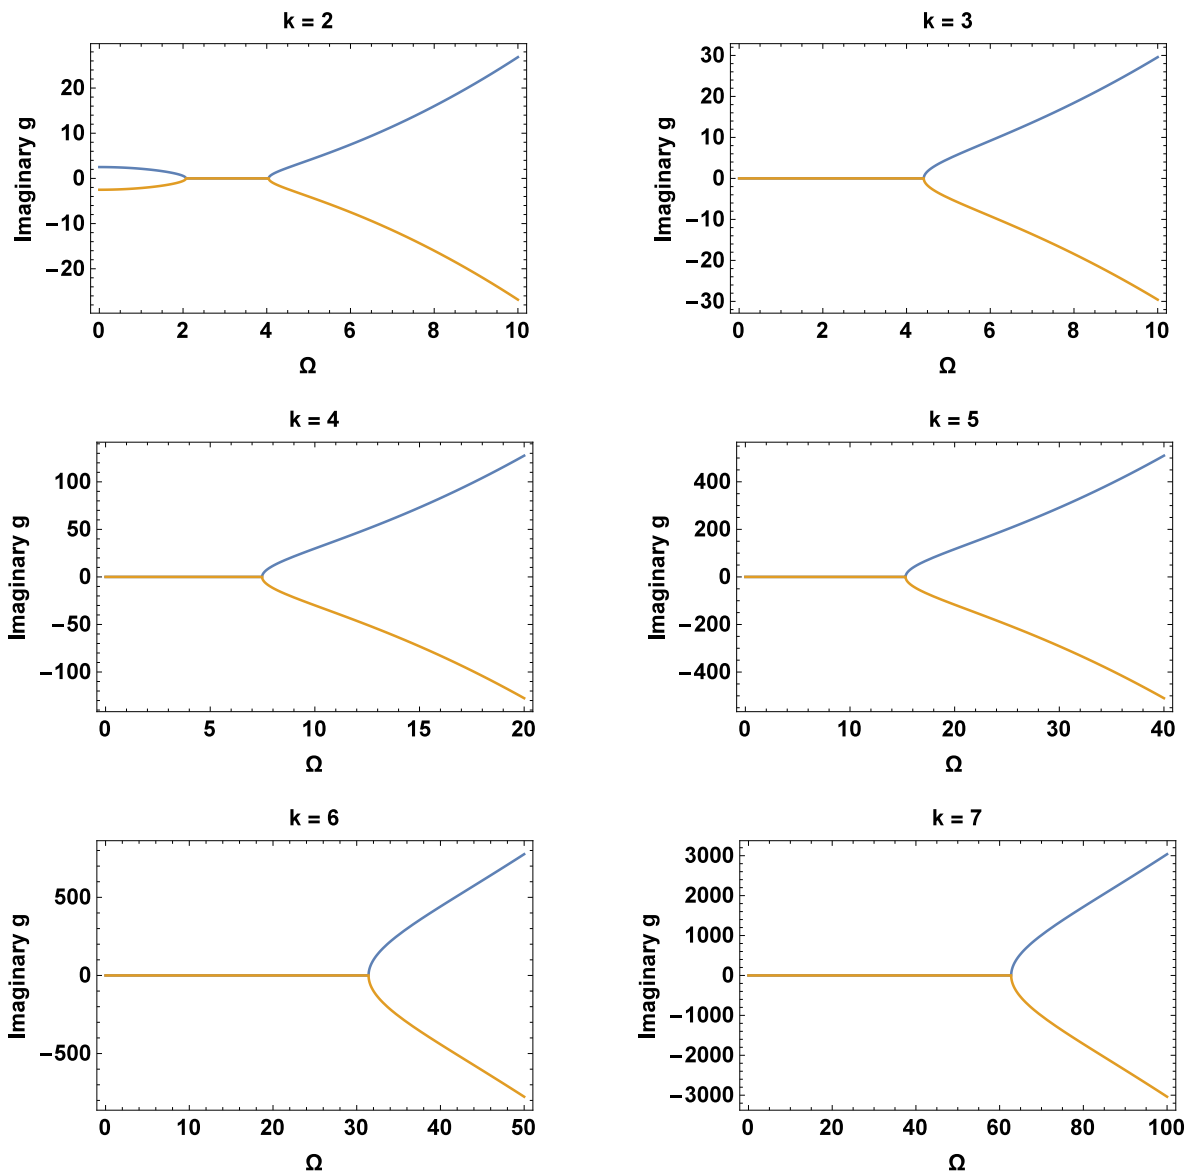 k = 2
Imaginary g
20
10
0
−10
−20
0 2 4 6 8 10
Ω
k = 3
Imaginary g
30
20
10
0
−10
−20
−30
0 2 4 6 8 10
Ω
k = 4
Imaginary g
100
50
0
−50
−100
0 5 10 15 20
Ω
k = 5
Imaginary g
400
200
0
−200
−400
0 10 20 30 40
Ω
k = 6
Imaginary g
500
0
−500
0 10 20 30 40 50
Ω
k = 7
Imaginary g
3000
2000
1000
0
−1000
−2000
−3000
0 20 40 60 80 100
Ω